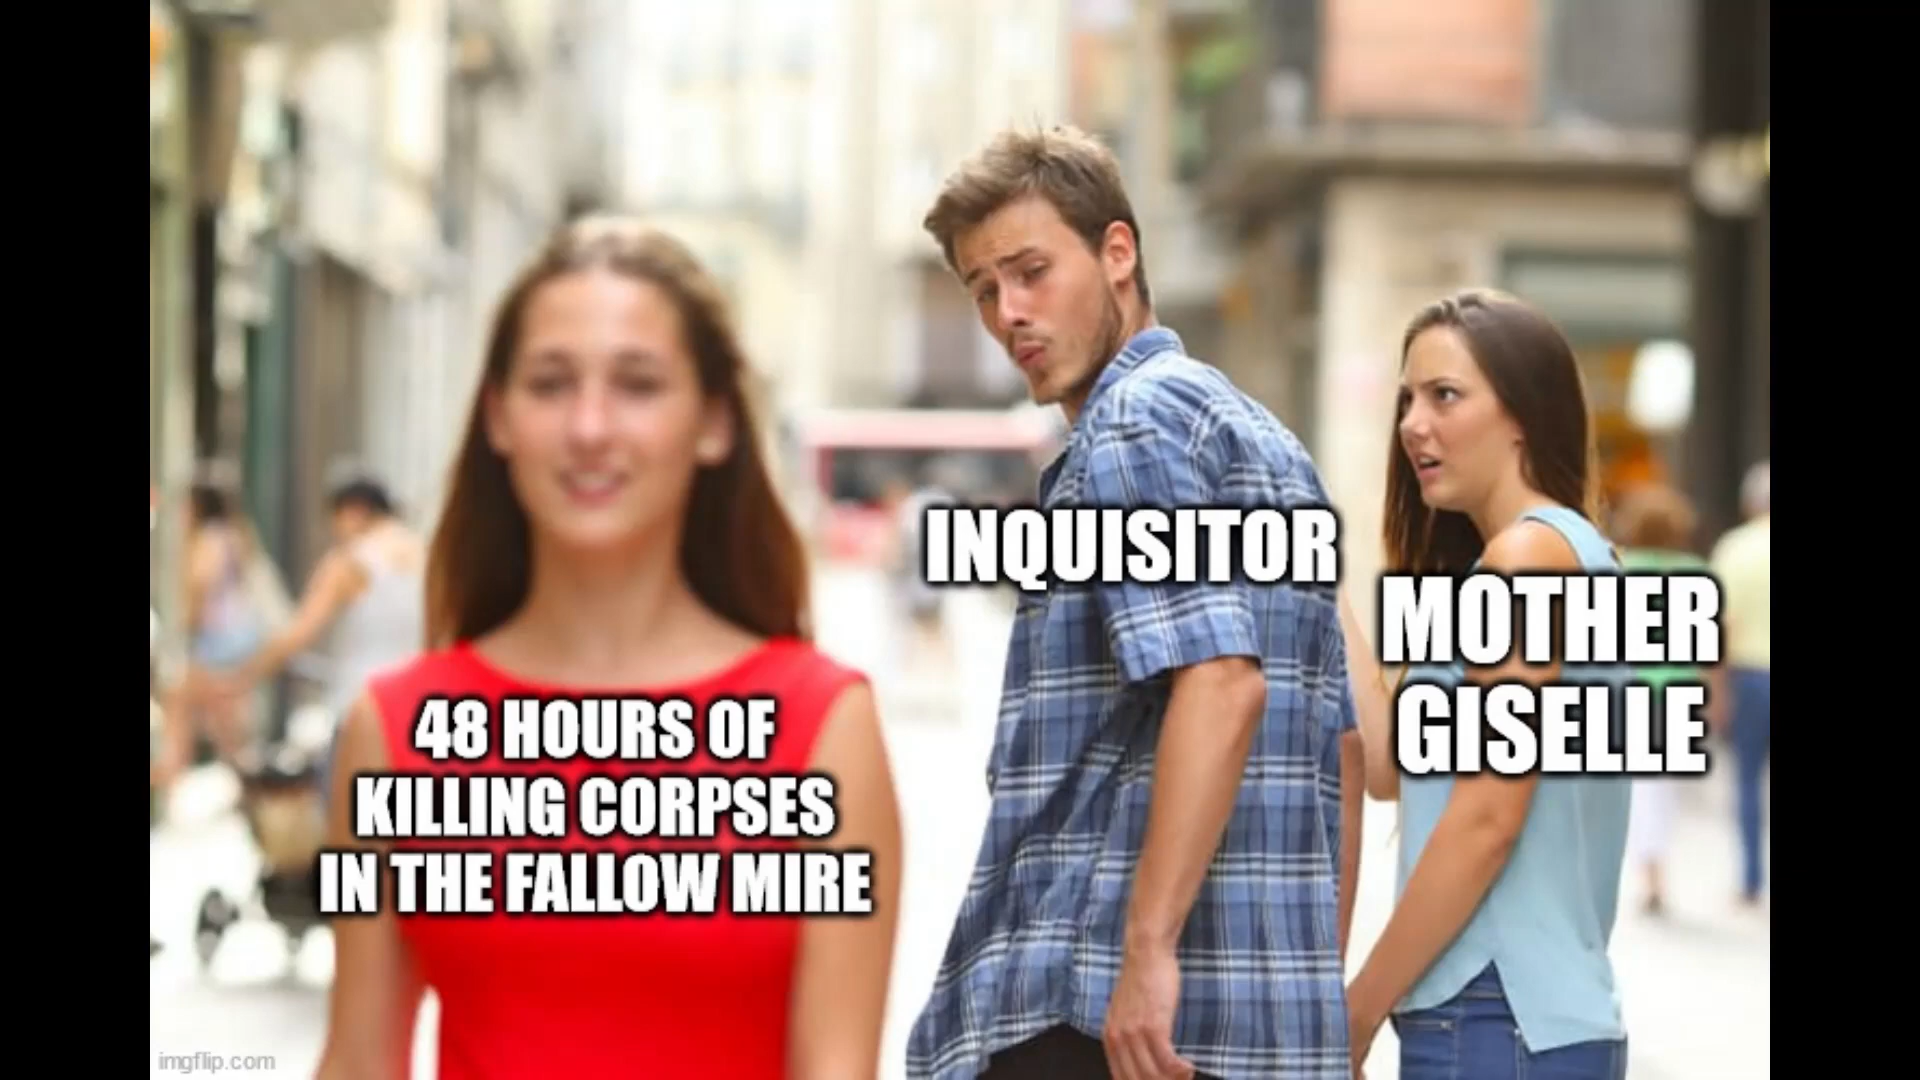 48 HOURS OF
KILLING CORPSES
IN THE FALLOW MIRE
INQUISITOR
MOTHER
GISELLE
imgflip.com